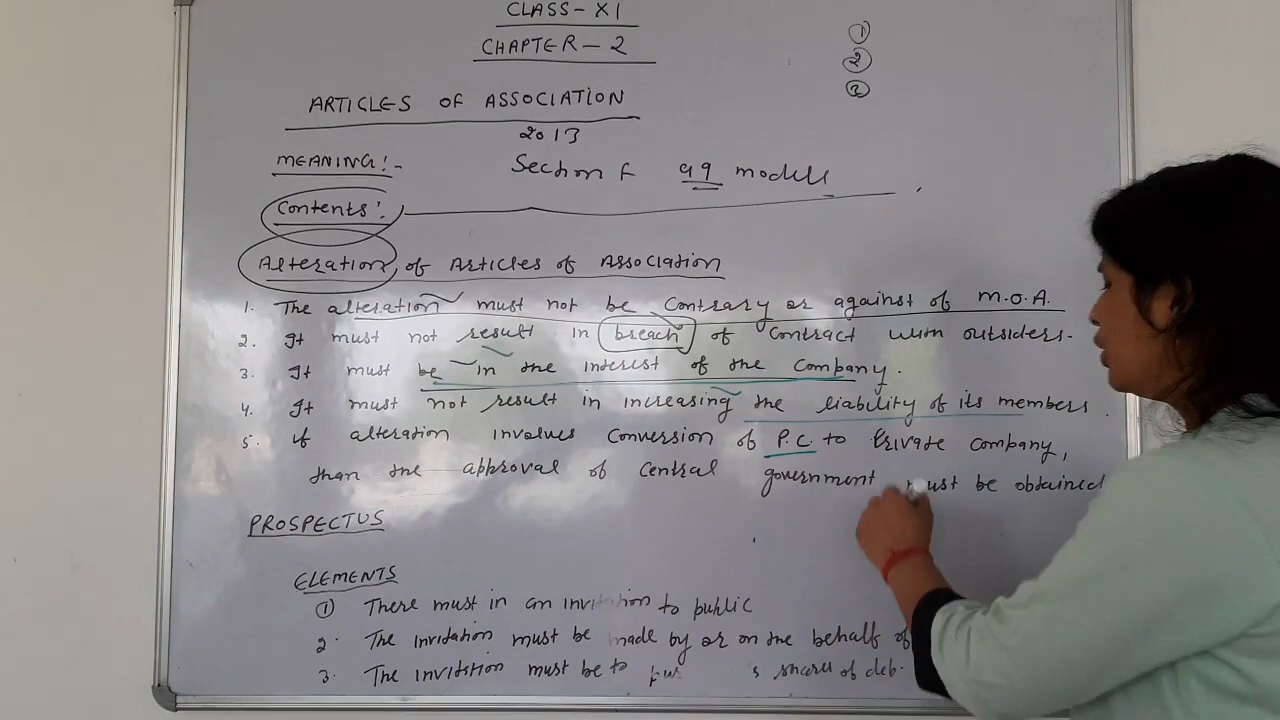 CLASS - XI
CHAPTER - 2
①
②
③
ARTICLES OF ASSOCIATION
2013
MEANING:-
Section F 99 models
Contents:
Alteration, of Articles of ASSOCIATION
1. The alteration must not be Contrary or against of M.O.A.
2. It must not result in breach of Contract with outsiders.
3. It must be in the interest of the company.
4. It must not result in increasing the liability of its members.
5. if alteration involves Conversion of P.C. to Private company,
than the approval of central government must be obtained
PROSPECTUS
ELEMENTS
① There must in an invitation to public
2. The invitation must be made by or on the behalf of
3. The invitation must be to s shares of deb.